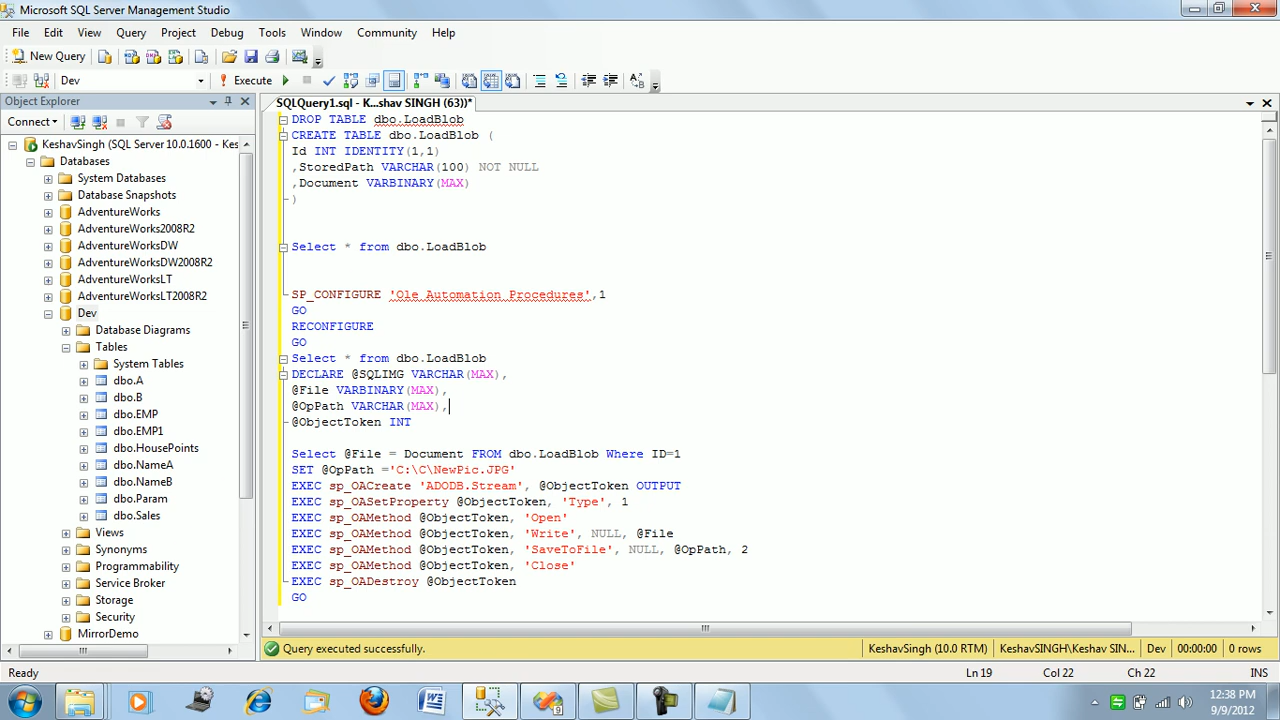 Microsoft SQL Server Management Studio
File Edit View Query Project Debug Tools Window Community Help
New Query
Dev Execute
Object Explorer
Connect
KeshavSingh (SQL Server 10.0.1600 - Kes
Databases
System Databases
Database Snapshots
AdventureWorks
AdventureWorks2008R2
AdventureWorksDW
AdventureWorksDW2008R2
AdventureWorksLT
AdventureWorksLT2008R2
Dev
Database Diagrams
Tables
System Tables
dbo.A
dbo.B
dbo.EMP
dbo.EMP1
dbo.HousePoints
dbo.NameA
dbo.NameB
dbo.Param
dbo.Sales
Views
Synonyms
Programmability
Service Broker
Storage
Security
MirrorDemo
SQLQuery1.sql - K...shav SINGH (63))*
DROP TABLE dbo.LoadBlob
CREATE TABLE dbo.LoadBlob (
Id INT IDENTITY(1,1)
,StoredPath VARCHAR(100) NOT NULL
,Document VARBINARY(MAX)
)
Select * from dbo.LoadBlob
SP_CONFIGURE 'Ole Automation Procedures',1
GO
RECONFIGURE
GO
Select * from dbo.LoadBlob
DECLARE @SQLIMG VARCHAR(MAX),
@File VARBINARY(MAX),
@OpPath VARCHAR(MAX),
@ObjectToken INT
Select @File = Document FROM dbo.LoadBlob Where ID=1
SET @OpPath ='C:\C\NewPic.JPG'
EXEC sp_OACreate 'ADODB.Stream', @ObjectToken OUTPUT
EXEC sp_OASetProperty @ObjectToken, 'Type', 1
EXEC sp_OAMethod @ObjectToken, 'Open'
EXEC sp_OAMethod @ObjectToken, 'Write', NULL, @File
EXEC sp_OAMethod @ObjectToken, 'SaveToFile', NULL, @OpPath, 2
EXEC sp_OAMethod @ObjectToken, 'Close'
EXEC sp_OADestroy @ObjectToken
GO
Query executed successfully. KeshavSingh (10.0 RTM) KeshavSINGH\Keshav SIN... Dev 00:00:00 0 rows
Ready Ln 19 Col 22 Ch 22 INS
12:38 PM
9/9/2012